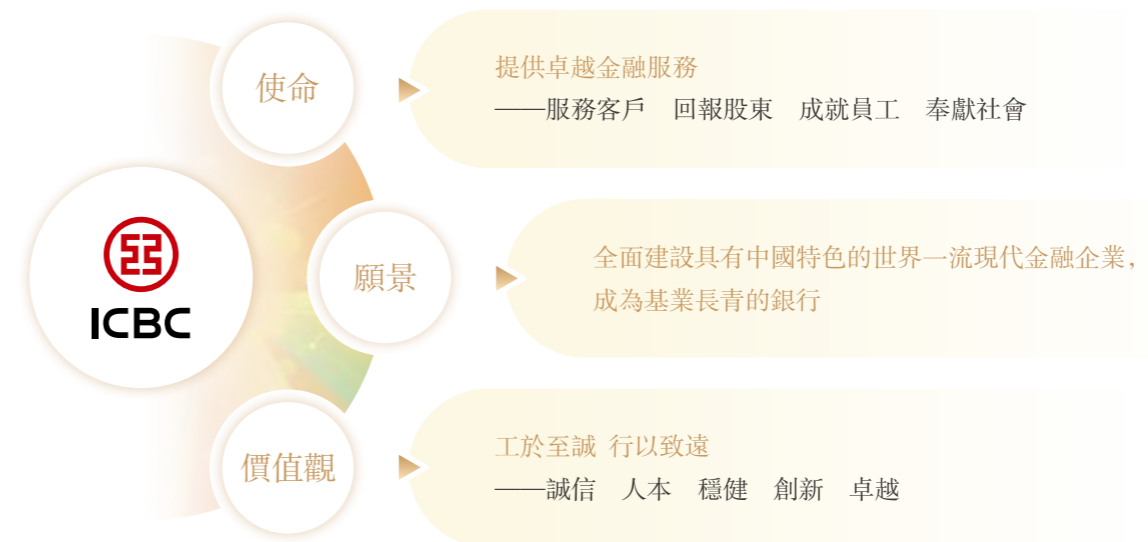 使命
提供卓越金融服務
——服務客戶 回報股東 成就員工 奉獻社會
ICBC
願景
全面建設具有中國特色的世界一流現代金融企業，
成為基業長青的銀行
價值觀
工於至誠 行以致遠
——誠信 人本 穩健 創新 卓越